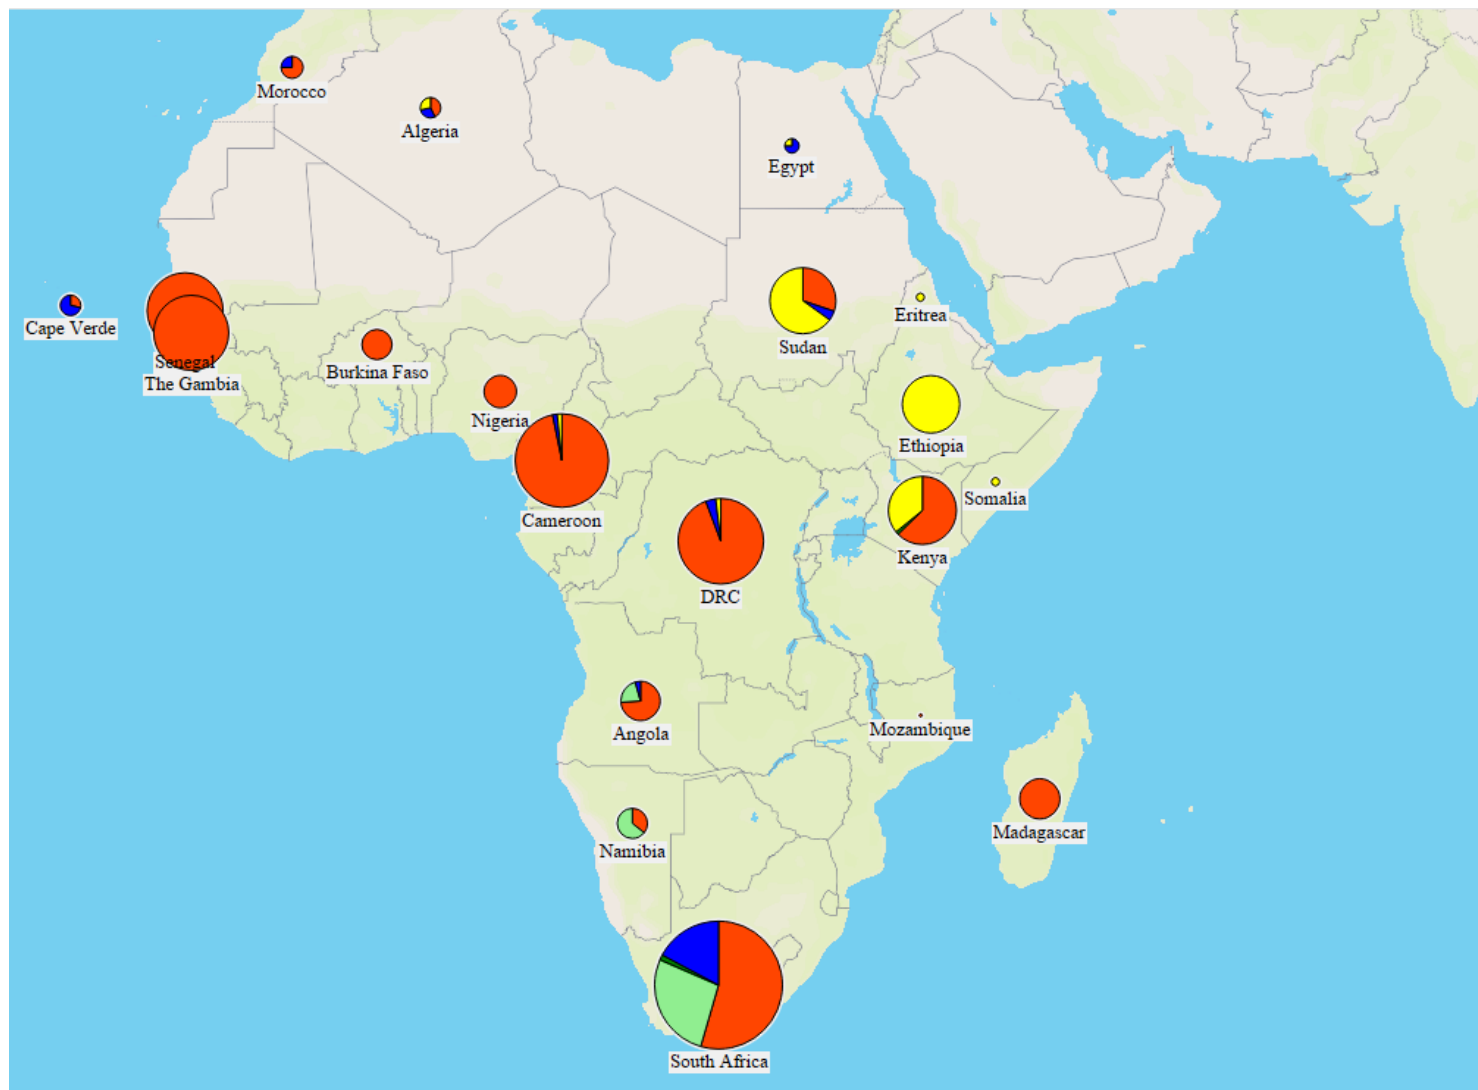 Morocco
Algeria
Egypt
Cape Verde
Senegal
The Gambia
Burkina Faso
Nigeria
Sudan
Eritrea
Ethiopia
Cameroon
Somalia
Kenya
DRC
Angola
Mozambique
Namibia
Madagascar
South Africa